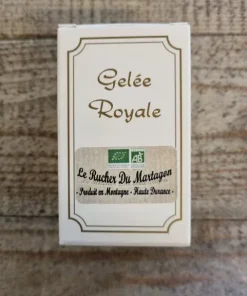 Gelée
Royale
AB
Le Rucher Du Martagon
- Produit en Montagne - Haute Durance -